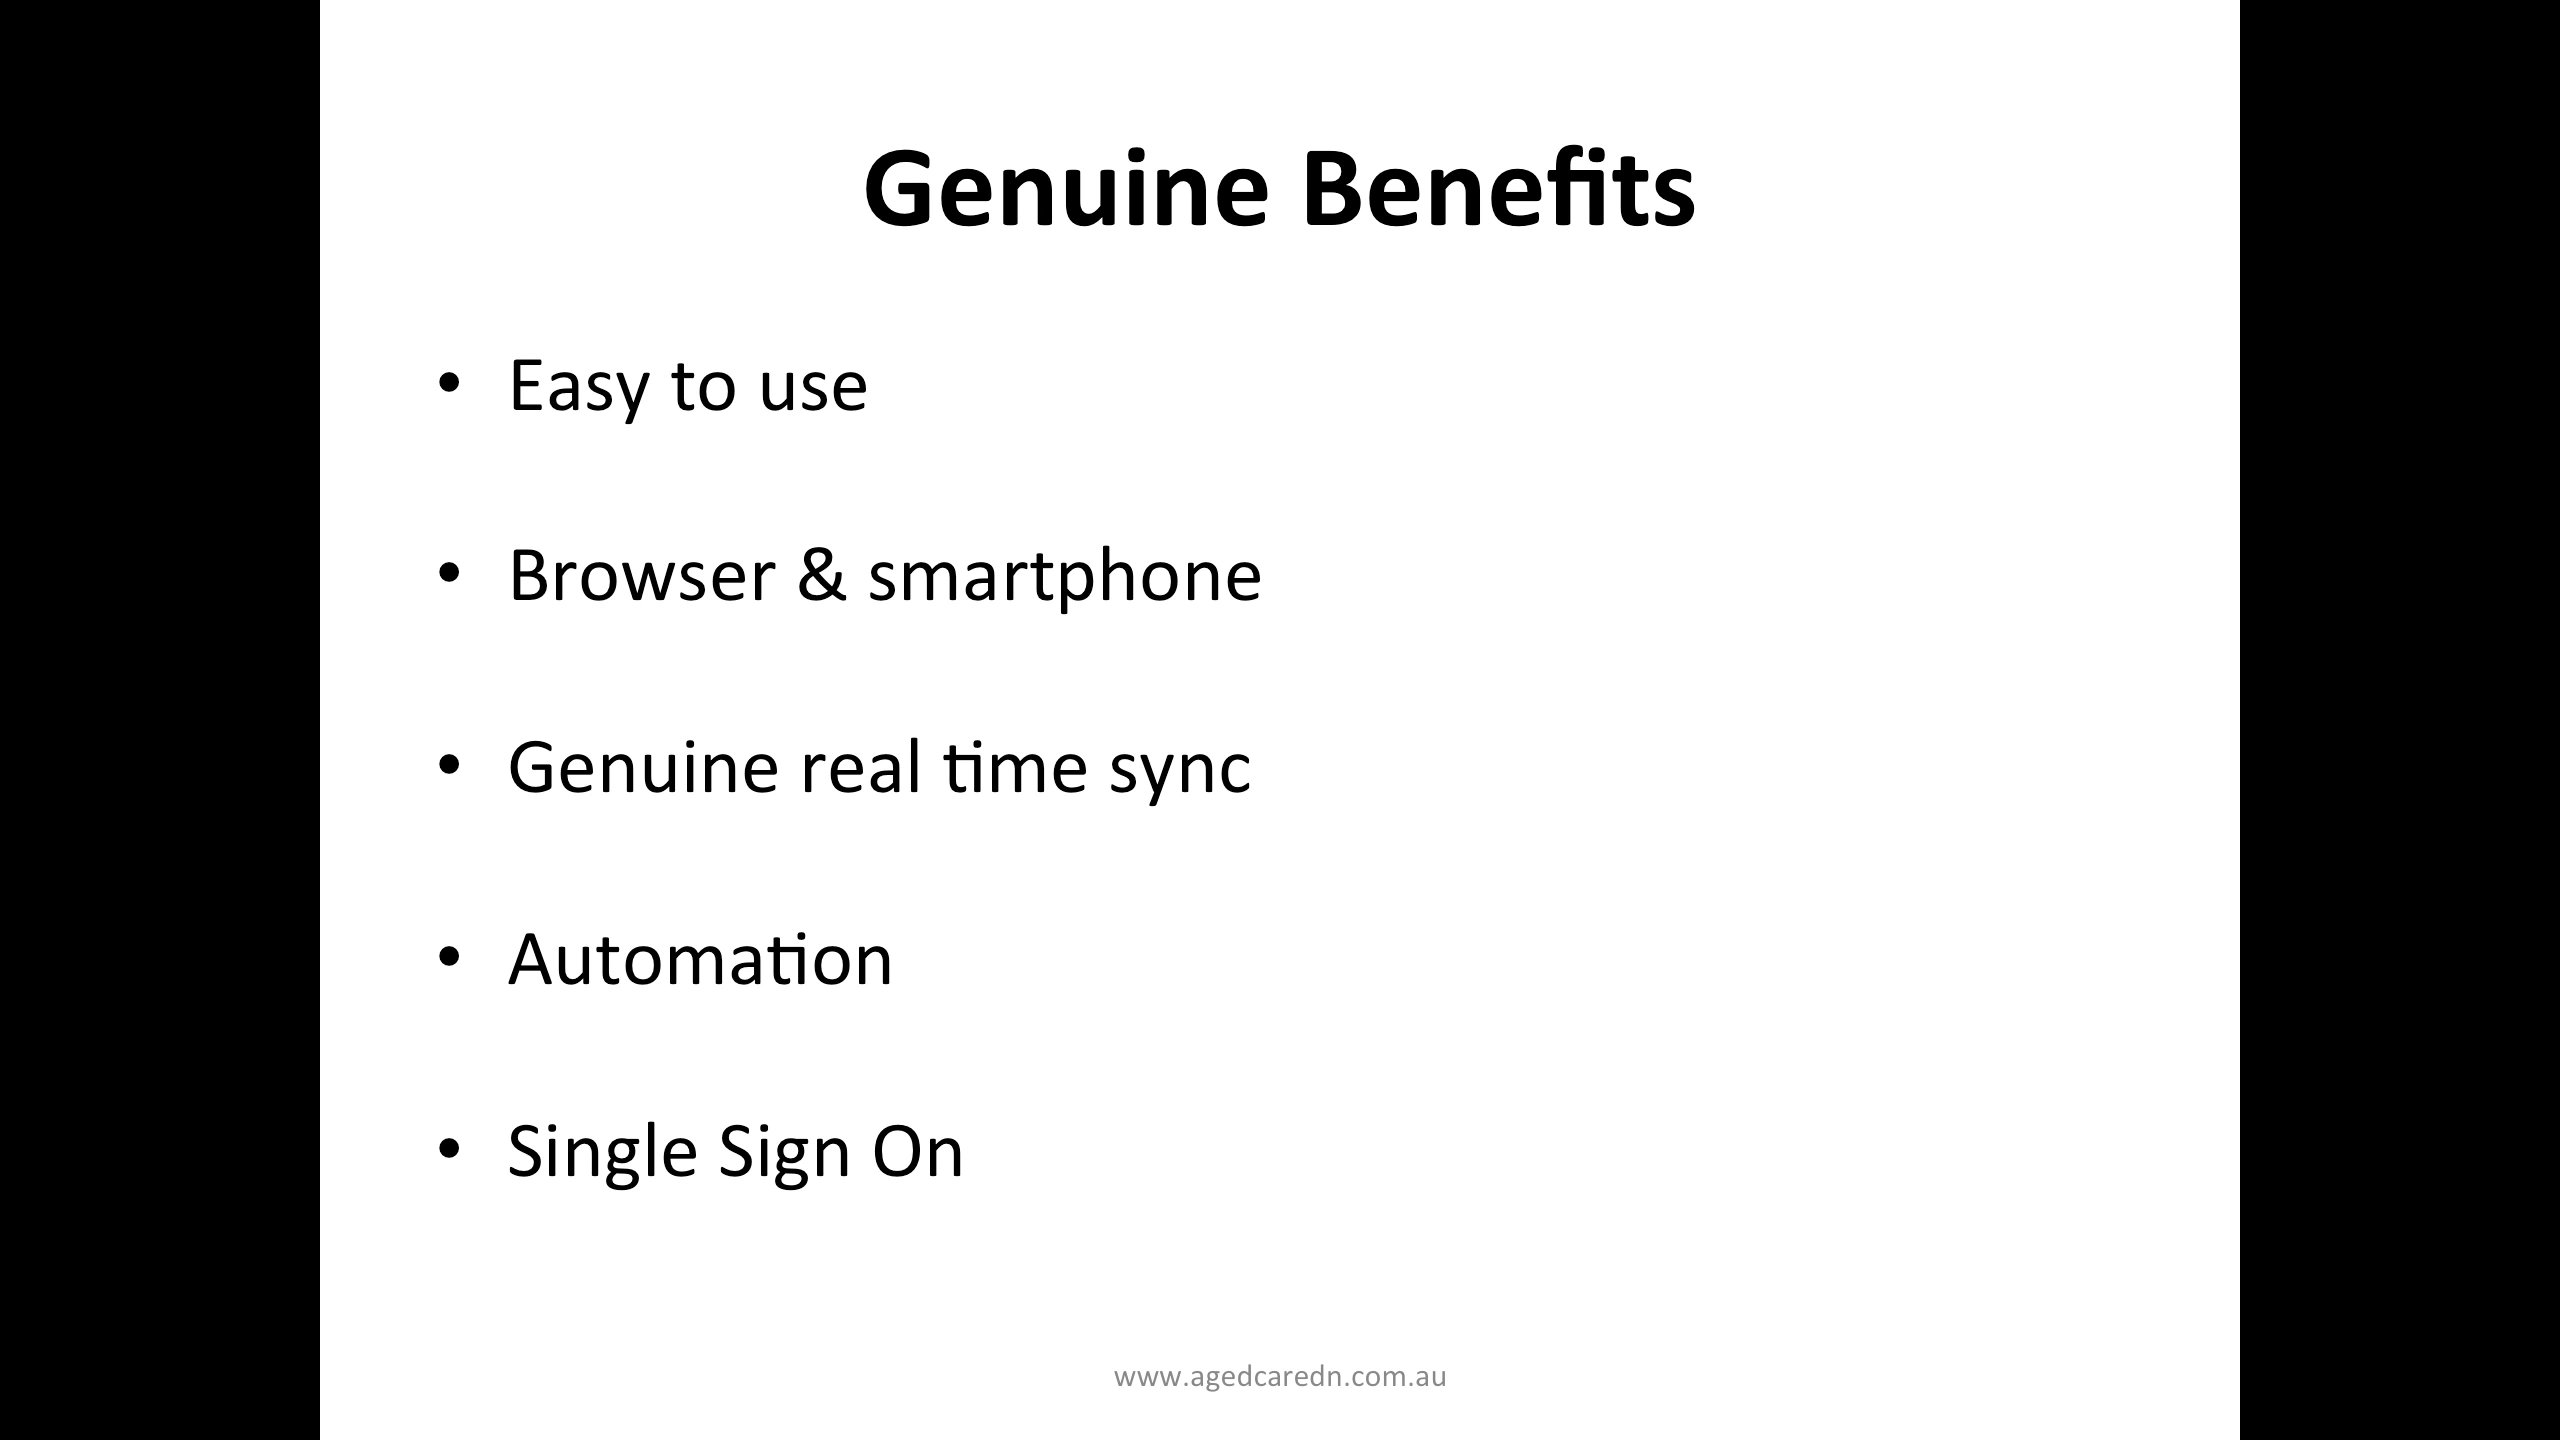 Genuine Benefits
• Easy to use
• Browser & smartphone
• Genuine real time sync
• Automation
• Single Sign On
www.agedcaredn.com.au